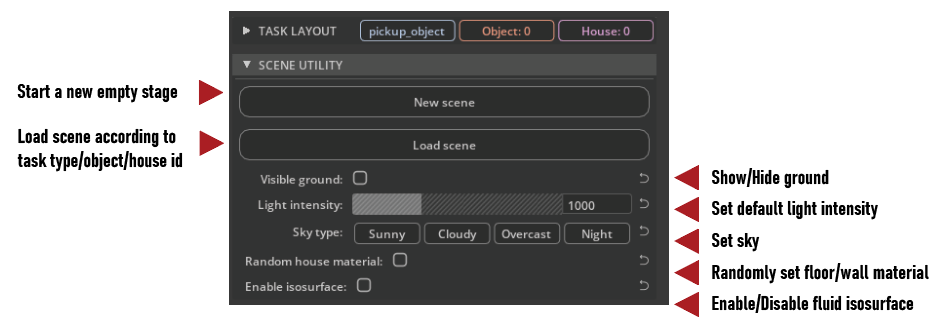 TASK LAYOUT pickup_object Object: 0 House: 0
SCENE UTILITY
Start a new empty stage
New scene
Load scene according to
task type/object/house id
Load scene
Visible ground:
Show/Hide ground
Light intensity: 1000
Set default light intensity
Sky type: Sunny Cloudy Overcast Night
Set sky
Random house material:
Randomly set floor/wall material
Enable isosurface:
Enable/Disable fluid isosurface